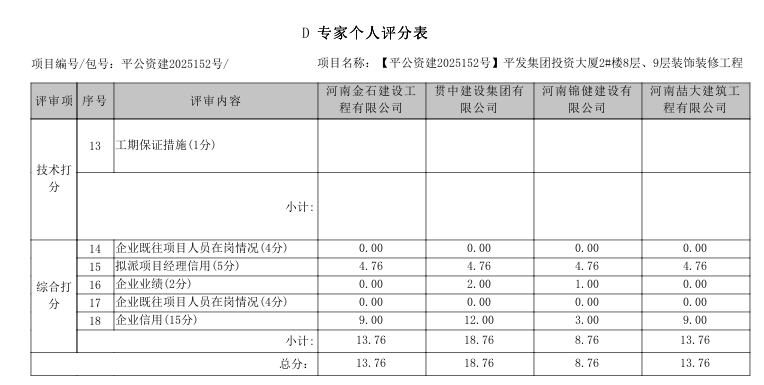 D 专家个人评分表
项目编号/包号: 平公资建2025152号/ 项目名称: 【平公资建2025152号】平发集团投资大厦2#楼8层、9层装饰装修工程
评审项 序号 评审内容 河南金石建设工程有限公司 贯中建设集团有限公司 河南锦健建设有限公司 河南喆大建筑工程有限公司
技术打分
13 工期保证措施(1分)
小计:
综合打分
14 企业既往项目人员在岗情况(4分) 0.00 0.00 0.00 0.00
15 拟派项目经理信用(5分) 4.76 4.76 4.76 4.76
16 企业业绩(2分) 0.00 2.00 1.00 0.00
17 企业既往项目人员在岗情况(4分) 0.00 0.00 0.00 0.00
18 企业信用(15分) 9.00 12.00 3.00 9.00
小计: 13.76 18.76 8.76 13.76
总分: 13.76 18.76 8.76 13.76